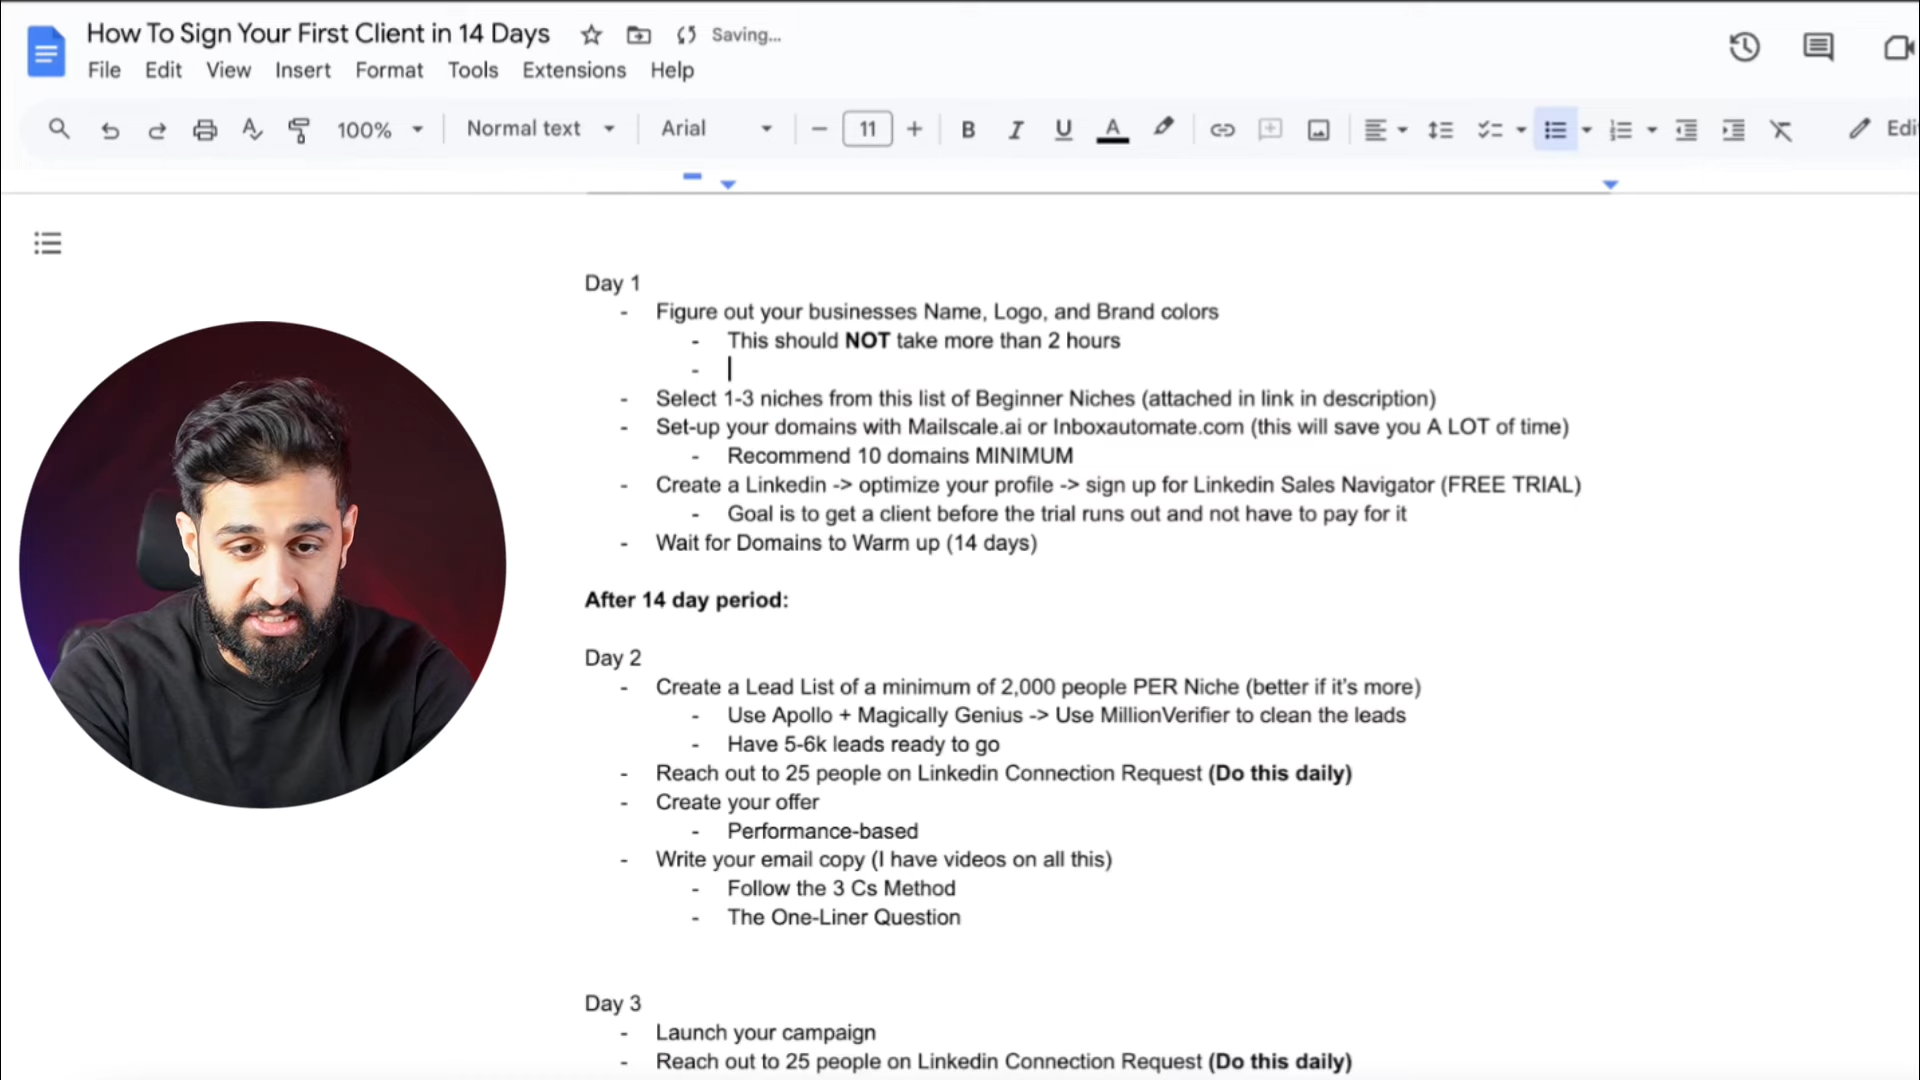 How To Sign Your First Client in 14 Days Saving...
File Edit View Insert Format Tools Extensions Help
100% Normal text Arial 11 B I U A Edi
Day 1
- Figure out your businesses Name, Logo, and Brand colors
- This should NOT take more than 2 hours
-
- Select 1-3 niches from this list of Beginner Niches (attached in link in description)
- Set-up your domains with Mailscale.ai or Inboxautomate.com (this will save you A LOT of time)
- Recommend 10 domains MINIMUM
- Create a Linkedin -> optimize your profile -> sign up for Linkedin Sales Navigator (FREE TRIAL)
- Goal is to get a client before the trial runs out and not have to pay for it
- Wait for Domains to Warm up (14 days)
After 14 day period:
Day 2
- Create a Lead List of a minimum of 2,000 people PER Niche (better if it's more)
- Use Apollo + Magically Genius -> Use MillionVerifier to clean the leads
- Have 5-6k leads ready to go
- Reach out to 25 people on Linkedin Connection Request (Do this daily)
- Create your offer
- Performance-based
- Write your email copy (I have videos on all this)
- Follow the 3 Cs Method
- The One-Liner Question
Day 3
- Launch your campaign
- Reach out to 25 people on Linkedin Connection Request (Do this daily)